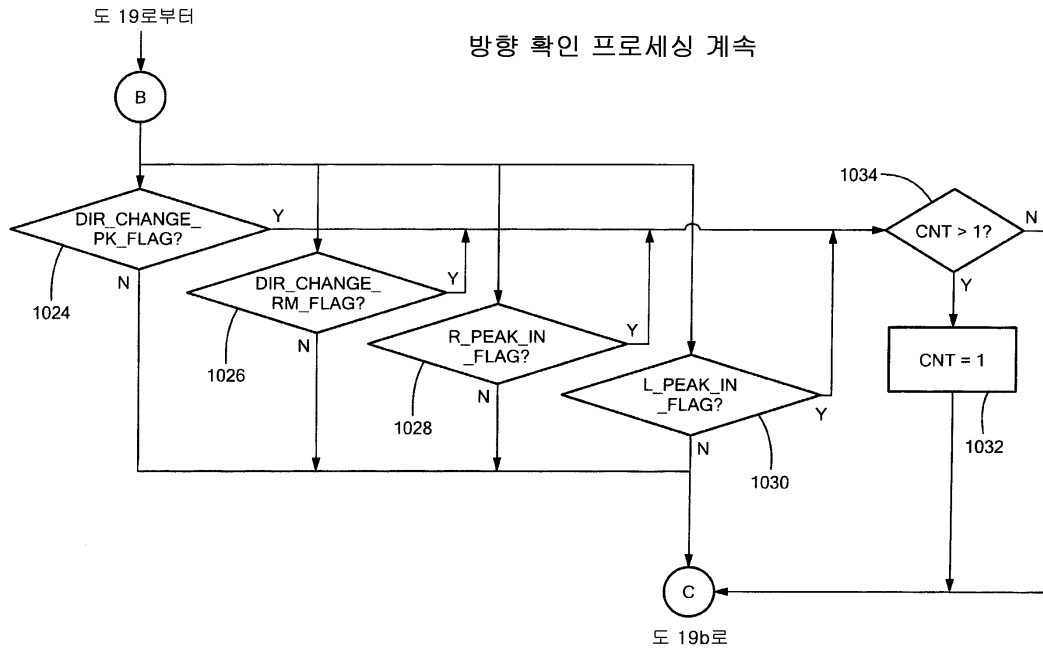 도 19로부터
방향 확인 프로세싱 계속
B
DIR_CHANGE_
PK_FLAG?
Y
N
1024
DIR_CHANGE_
RM_FLAG?
Y
N
1026
R_PEAK_IN
_FLAG?
Y
N
1028
L_PEAK_IN
_FLAG?
Y
N
1030
1034
CNT > 1?
N
Y
CNT = 1
1032
C
도 19b로